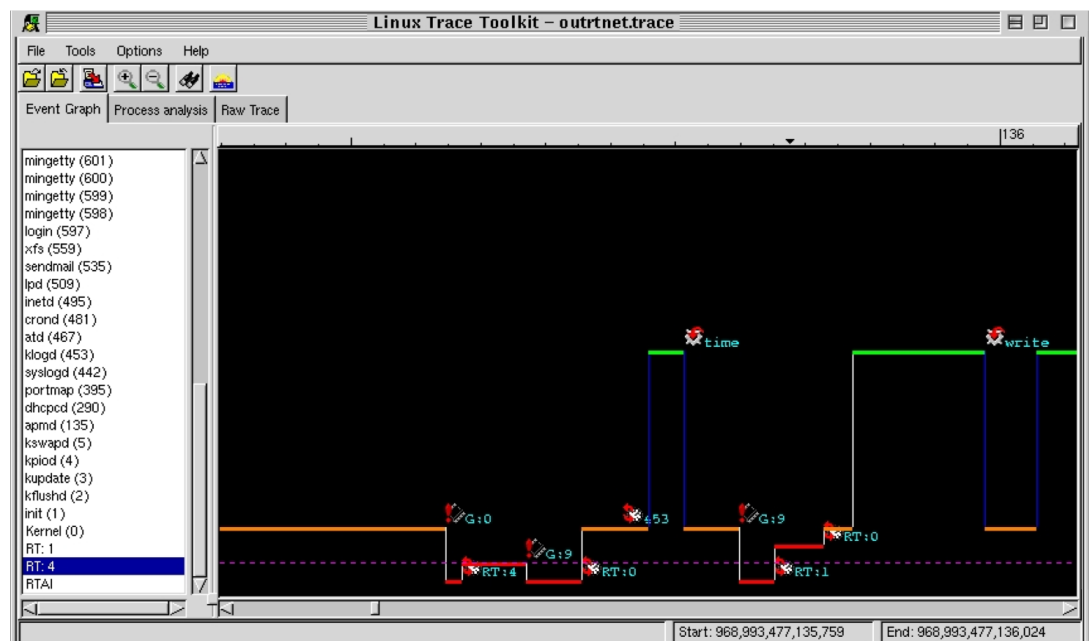 Linux Trace Toolkit – outrtnet.trace
File Tools Options Help
Event Graph Process analysis Raw Trace
136
mingetty (601)
mingetty (600)
mingetty (599)
mingetty (598)
login (597)
xfs (559)
sendmail (535)
lpd (509)
inetd (495)
crond (481)
atd (467)
klogd (453)
syslogd (442)
portmap (395)
dhcpcd (290)
apmd (135)
kswapd (5)
kpiod (4)
kupdate (3)
kflushd (2)
init (1)
Kernel (0)
RT: 1
RT: 4
RTAI
time
write
G:0
453
G:9
G:9
RT:0
RT:4
RT:0
RT:1
Start: 968,993,477,135,759 End: 968,993,477,136,024